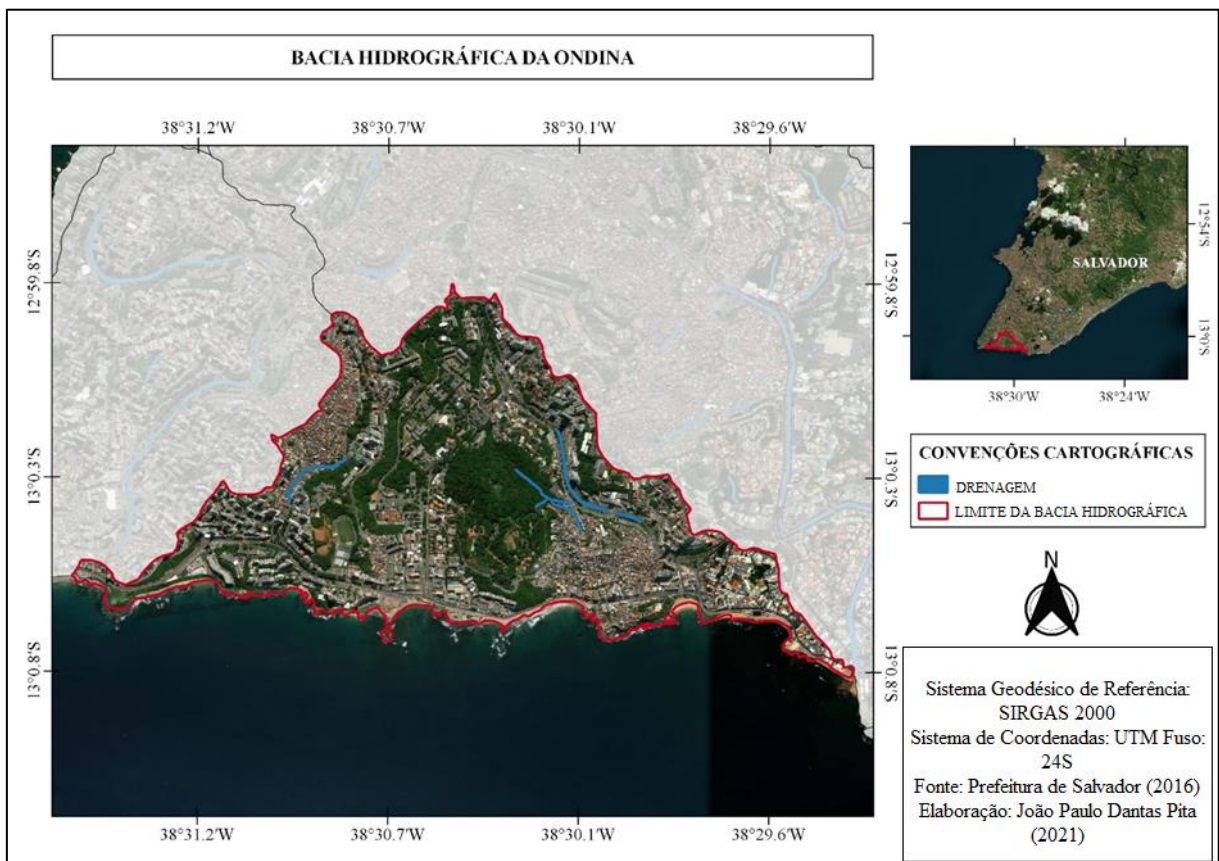 BACIA HIDROGRÁFICA DA ONDINA
38°31.2'W 38°30.7'W 38°30.1'W 38°29.6'W
12°59.8'S
13°0.3'S
13°0.8'S
12°59.8'S
13°0.3'S
13°0.8'S
38°31.2'W 38°30.7'W 38°30.1'W 38°29.6'W
SALVADOR
12°54'S
13°0'S
38°30'W 38°24'W
CONVENÇÕES CARTOGRÁFICAS
DRENAGEM
LIMITE DA BACIA HIDROGRÁFICA
N
Sistema Geodésico de Referência:
SIRGAS 2000
Sistema de Coordenadas: UTM Fuso:
24S
Fonte: Prefeitura de Salvador (2016)
Elaboração: João Paulo Dantas Pita
(2021)